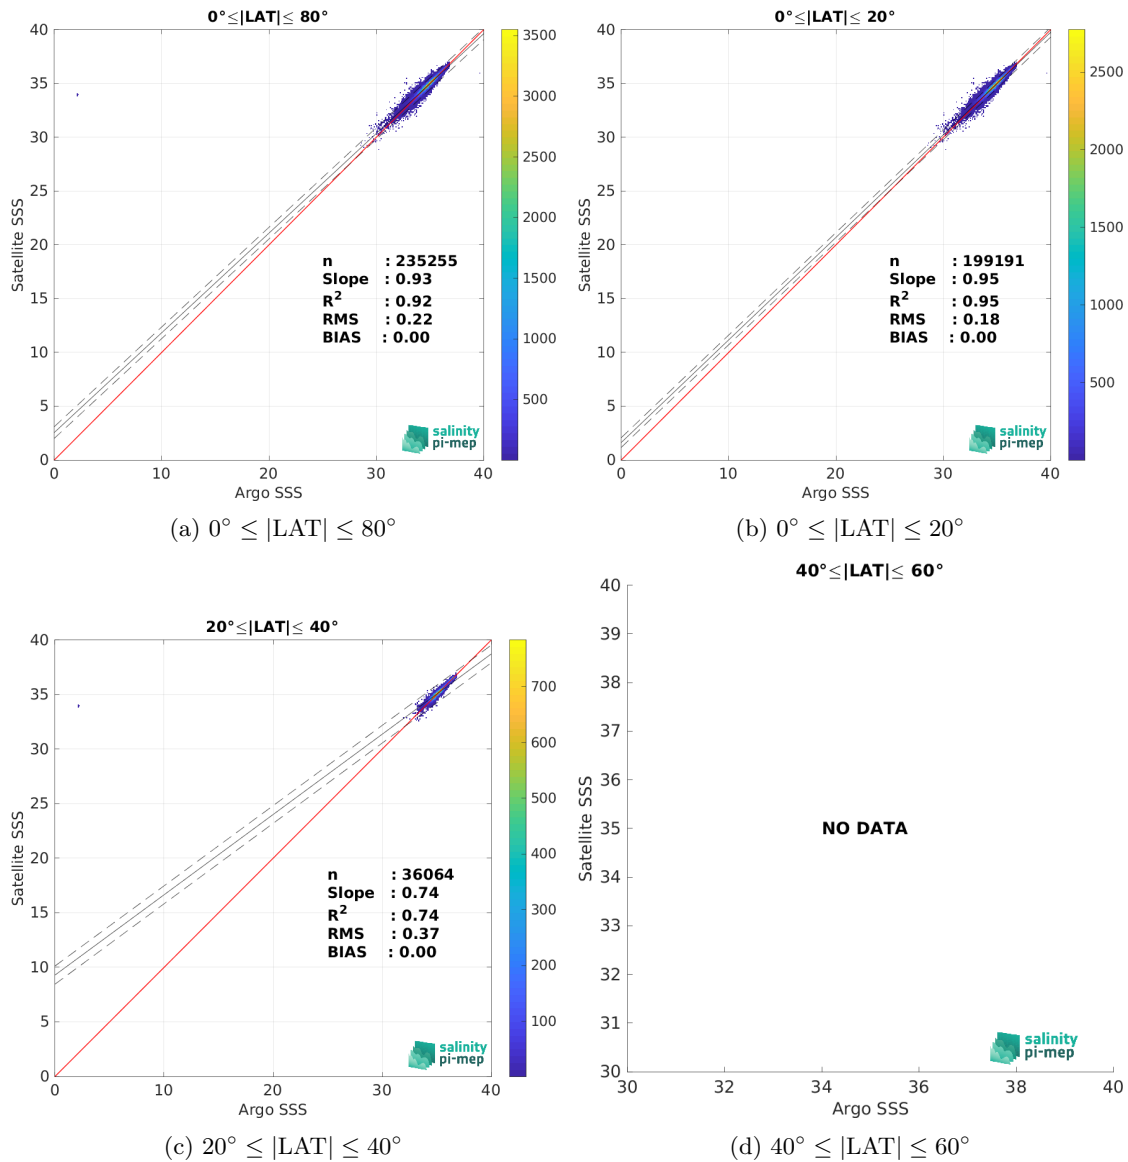 0°≤|LAT|≤ 80°
40
35
30
25
20
15
10
5
0
Satellite SSS
0
10
20
30
40
Argo SSS
3500
3000
2500
2000
1500
1000
500
n : 235255
Slope : 0.93
R² : 0.92
RMS : 0.22
BIAS : 0.00
salinity
pi-mep
(a) 0° ≤ |LAT| ≤ 80°
0°≤|LAT|≤ 20°
40
35
30
25
20
15
10
5
0
Satellite SSS
0
10
20
30
40
Argo SSS
2500
2000
1500
1000
500
n : 199191
Slope : 0.95
R² : 0.95
RMS : 0.18
BIAS : 0.00
salinity
pi-mep
(b) 0° ≤ |LAT| ≤ 20°
20°≤|LAT|≤ 40°
40
35
30
25
20
15
10
5
0
Satellite SSS
0
10
20
30
40
Argo SSS
700
600
500
400
300
200
100
n : 36064
Slope : 0.74
R² : 0.74
RMS : 0.37
BIAS : 0.00
salinity
pi-mep
(c) 20° ≤ |LAT| ≤ 40°
40°≤|LAT|≤ 60°
40
39
38
37
36
35
34
33
32
31
30
Satellite SSS
NO DATA
30
32
34
36
38
40
Argo SSS
salinity
pi-mep
(d) 40° ≤ |LAT| ≤ 60°